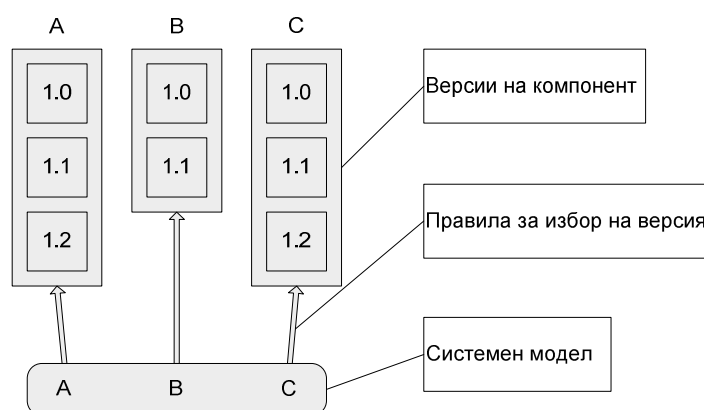 A B C
1.0 1.0 1.0
Версии на компонент
1.1 1.1 1.1
Правила за избор на версия
1.2 1.2
Системен модел
A B C